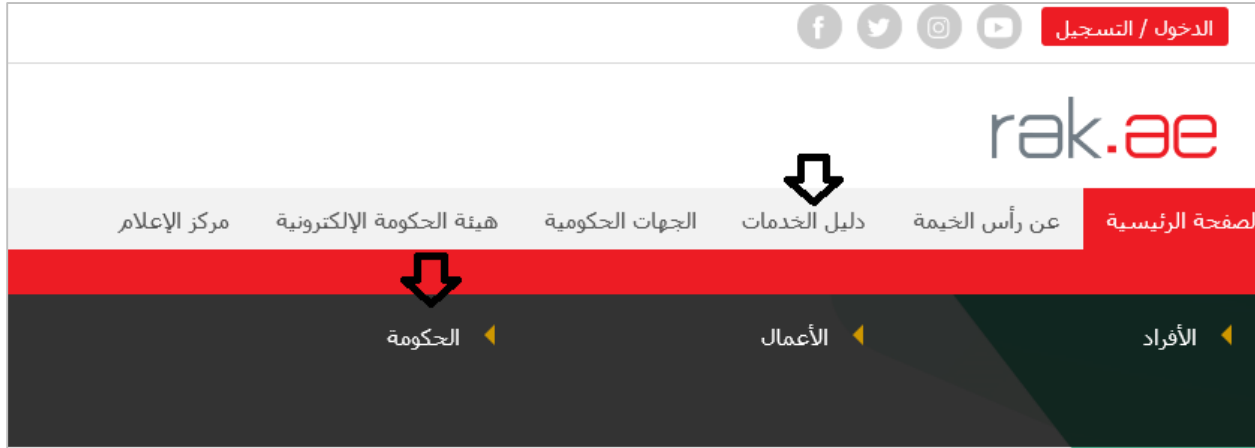 الدخول / التسجيل
rak.ae
الصفحة الرئيسية عن رأس الخيمة دليل الخدمات الجهات الحكومية هيئة الحكومة الإلكترونية مركز الإعلام
الأفراد الأعمال الحكومة